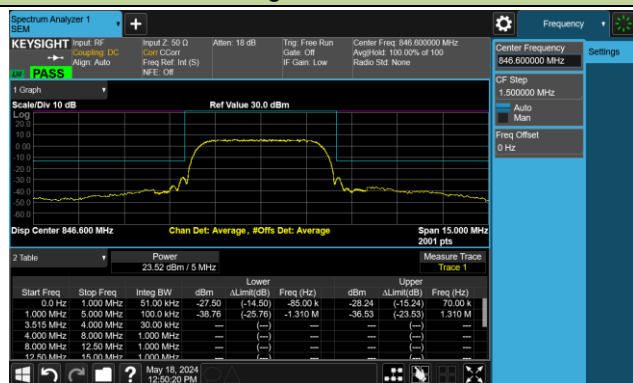 Spectrum Analyzer 1
SEM
Frequency
KEYSIGHT
Input: RF
Coupling: DC
Align: Auto
Input Z: 50 Ω
Corr CCorr
Freq Ref: Int (S)
NFE: Off
Atten: 18 dB
Trig: Free Run
Gate: Off
IF Gain: Low
Center Freq: 846.600000 MHz
Avg|Hold: 100.00% of 100
Radio Std: None
PASS
Center Frequency
846.600000 MHz
Settings
CF Step
1.500000 MHz
Auto
Man
Freq Offset
0 Hz
1 Graph
Scale/Div 10 dB
Ref Value 30.0 dBm
Log
20.0
10.0
0.00
-10.0
-20.0
-30.0
-40.0
-50.0
-60.0
Disp Center 846.600 MHz
Chan Det: Average, #Offs Det: Average
Span 15.000 MHz
2001 pts
2 Table
Power
23.52 dBm / 5 MHz
Measure Trace
Trace 1
Lower Upper
Start Freq Stop Freq Integ BW dBm ΔLimit(dB) Freq (Hz) dBm ΔLimit(dB) Freq (Hz)
0.0 Hz 1.000 MHz 51.00 kHz -27.50 (-14.50) -85.00 k -28.24 (-15.24) 70.00 k
1.000 MHz 5.000 MHz 100.0 kHz -38.76 (-25.76) -1.310 M -36.53 (-23.53) 1.310 M
3.515 MHz 4.000 MHz 30.00 kHz --- (---) --- --- (---) ---
4.000 MHz 8.000 MHz 1.000 MHz --- (---) --- --- (---) ---
8.000 MHz 12.50 MHz 1.000 MHz --- (---) --- --- (---) ---
12.50 MHz 15.00 MHz 1.000 MHz --- (---) --- --- (---) ---
May 18, 2024
12:50:20 PM